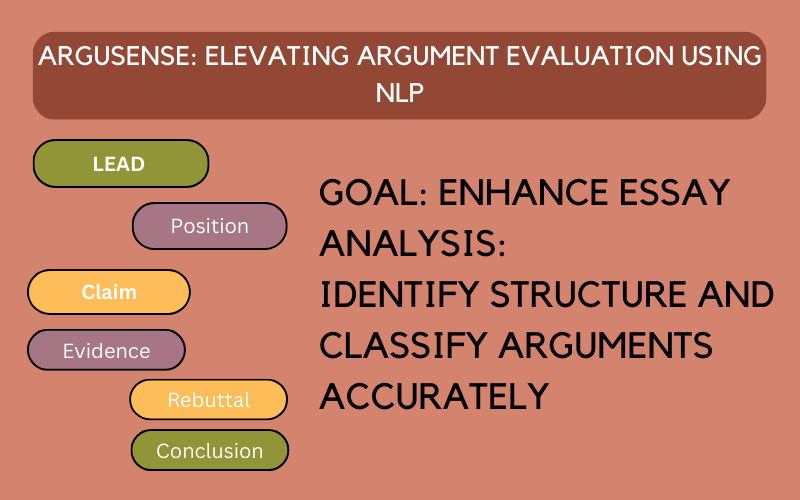 ARGUSENSE: ELEVATING ARGUMENT EVALUATION USING
NLP
LEAD
Position
Claim
Evidence
Rebuttal
Conclusion
GOAL: ENHANCE ESSAY
ANALYSIS:
IDENTIFY STRUCTURE AND
CLASSIFY ARGUMENTS
ACCURATELY